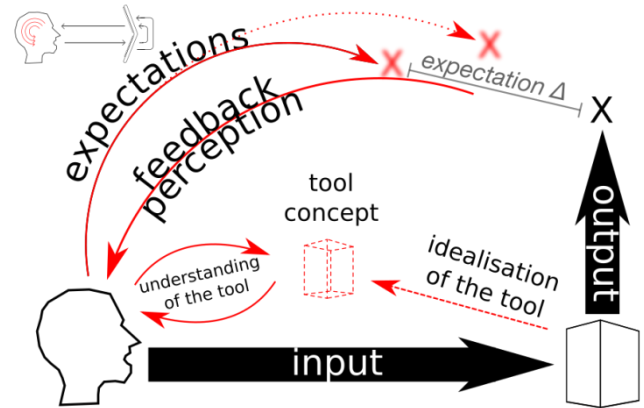 X
expectations
X
expectation Δ
X
feedback
perception
tool
concept
output
understanding
of the tool
idealisation
of the tool
input